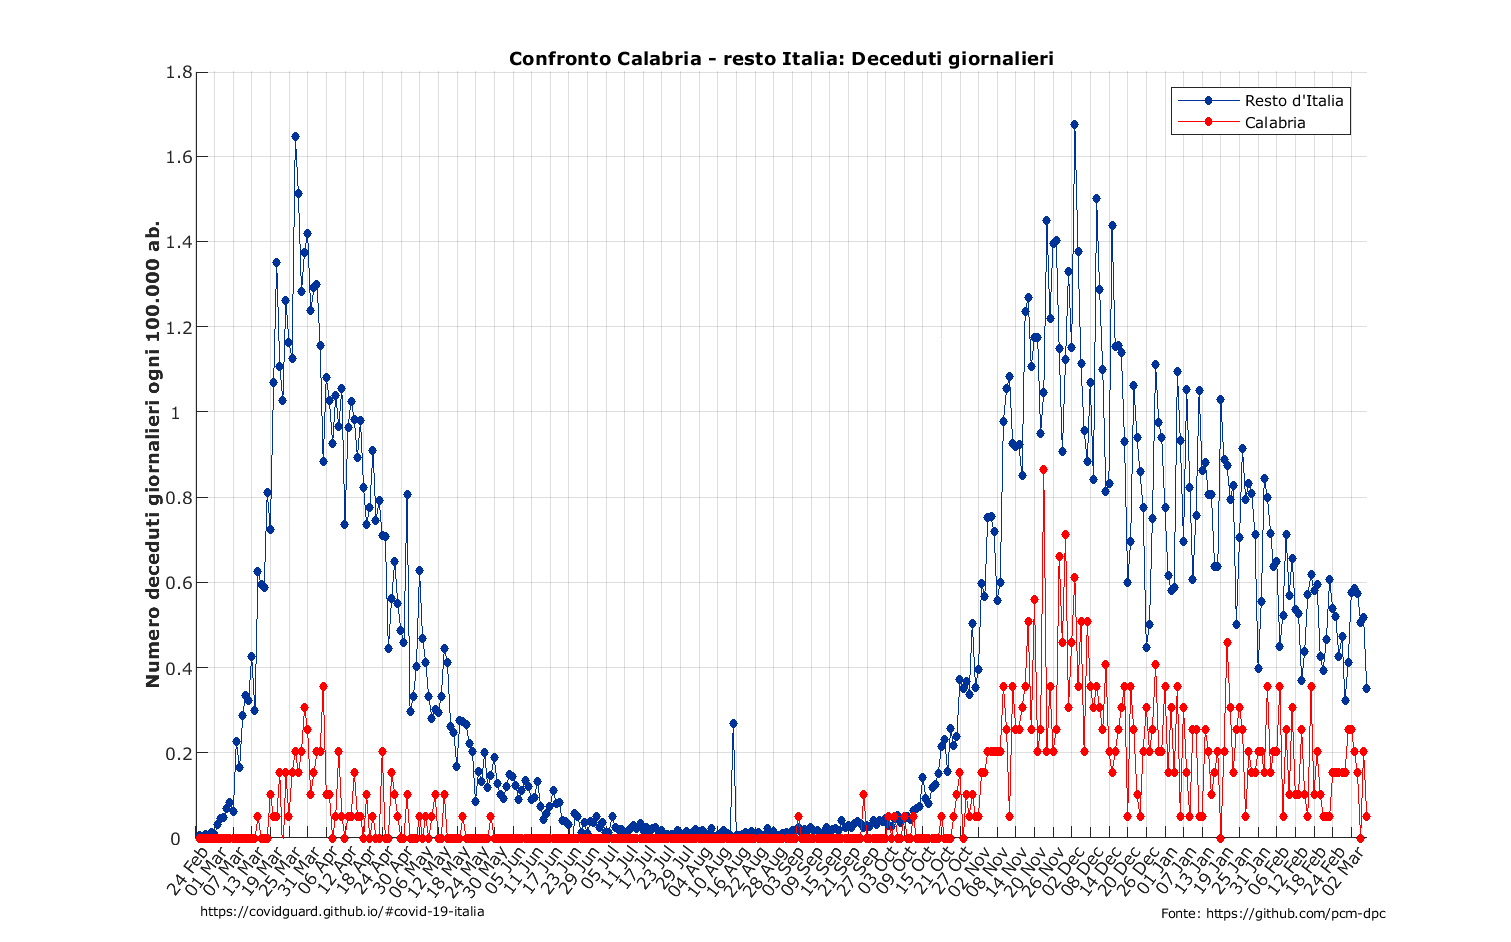 Confronto Calabria - resto Italia: Deceduti giornalieri
Numero deceduti giornalieri ogni 100.000 ab.
1.8
1.6
1.4
1.2
1
0.8
0.6
0.4
0.2
0
Resto d'Italia
Calabria
24 Feb
01 Mar
07 Mar
13 Mar
19 Mar
25 Mar
31 Mar
06 Apr
12 Apr
18 Apr
24 Apr
30 Apr
06 May
12 May
18 May
24 May
30 May
05 Jun
11 Jun
17 Jun
23 Jun
29 Jun
05 Jul
11 Jul
17 Jul
23 Jul
29 Jul
04 Aug
10 Aug
16 Aug
22 Aug
28 Aug
03 Sep
09 Sep
15 Sep
21 Sep
27 Sep
03 Oct
09 Oct
15 Oct
21 Oct
27 Oct
02 Nov
08 Nov
14 Nov
20 Nov
26 Nov
02 Dec
08 Dec
14 Dec
20 Dec
26 Dec
01 Jan
07 Jan
13 Jan
19 Jan
25 Jan
31 Jan
06 Feb
12 Feb
18 Feb
24 Feb
02 Mar
https://covidguard.github.io/#covid-19-italia
Fonte: https://github.com/pcm-dpc